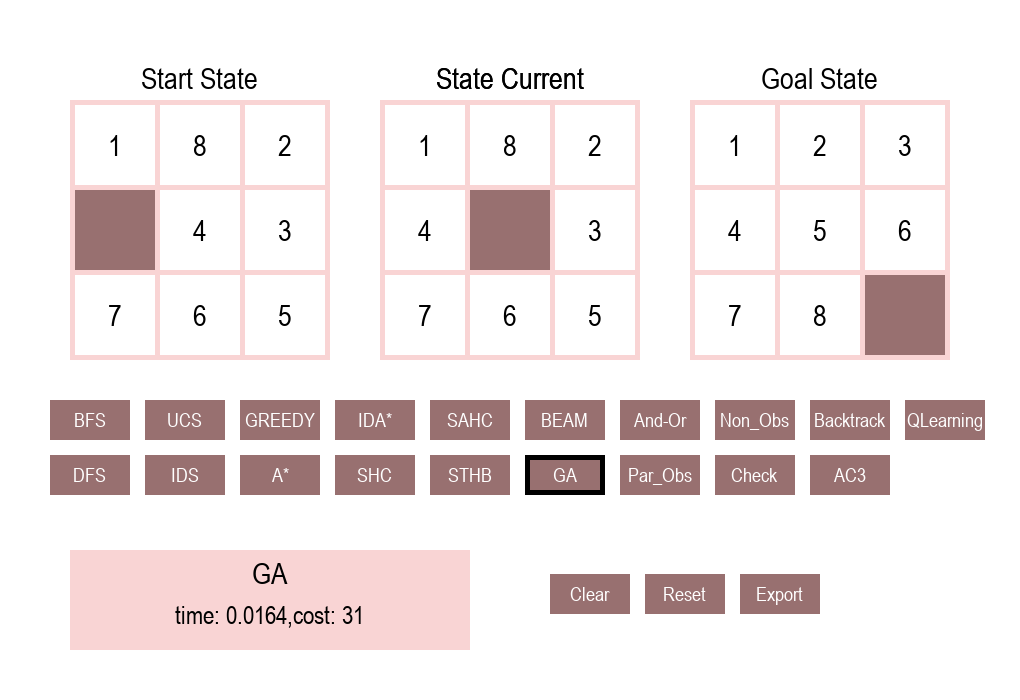 Start State State Current Goal State
1 8 2 1 8 2 1 2 3
4 3 4 3 4 5 6
7 6 5 7 6 5 7 8
BFS UCS GREEDY IDA* SAHC BEAM And-Or Non_Obs Backtrack QLearning
DFS IDS A* SHC STHB GA Par_Obs Check AC3
GA
time: 0.0164,cost: 31
Clear Reset Export